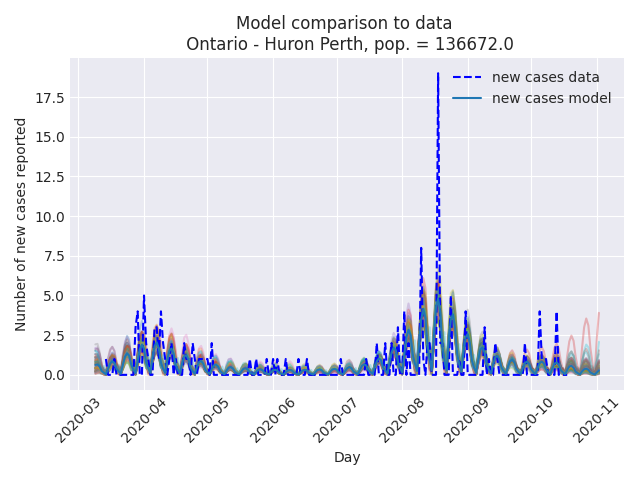 Model comparison to data
Ontario - Huron Perth, pop. = 136672.0
new cases data
new cases model
17.5
15.0
12.5
10.0
7.5
5.0
2.5
0.0
Number of new cases reported
2020-03
2020-04
2020-05
2020-06
2020-07
2020-08
2020-09
2020-10
2020-11
Day